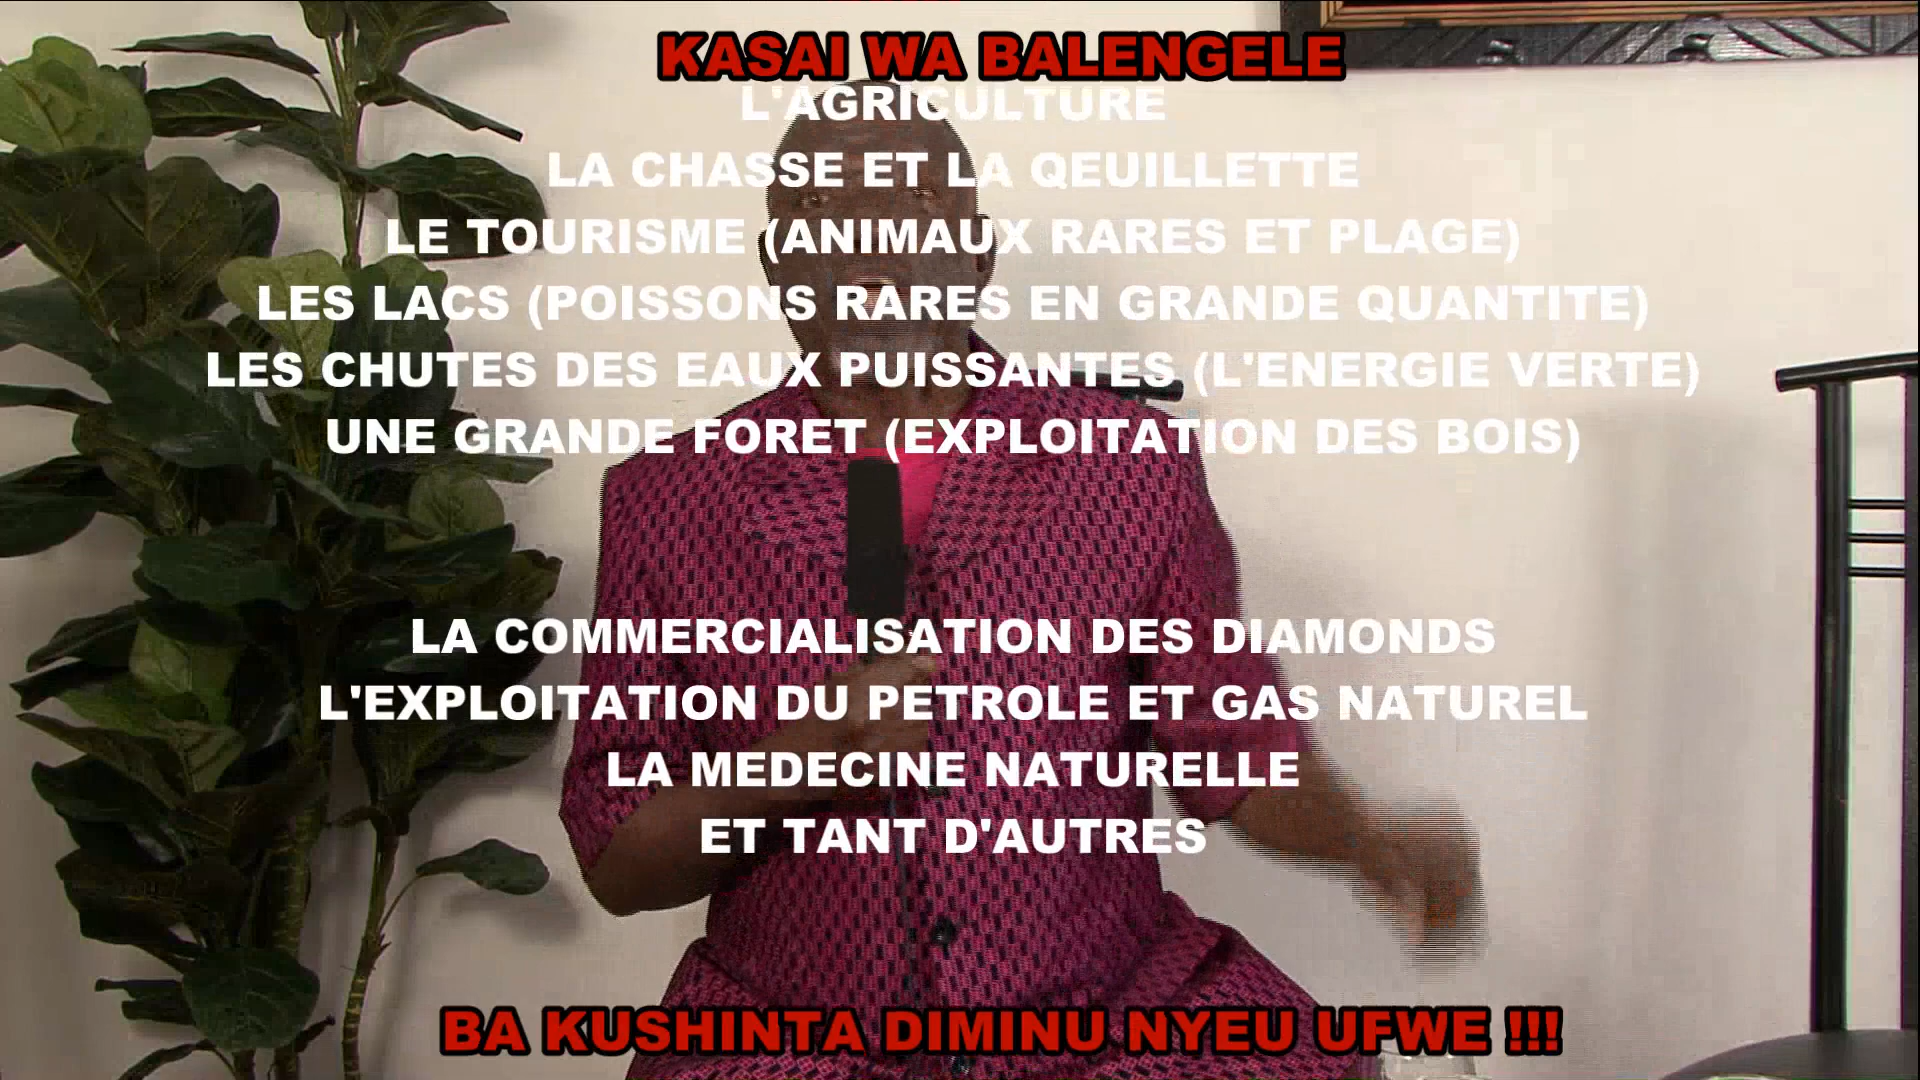 KASAI WA BALENGELE
L'AGRICULTURE
LA CHASSE ET LA QEUILLETTE
LE TOURISME (ANIMAUX RARES ET PLAGE)
LES LACS (POISSONS RARES EN GRANDE QUANTITE)
LES CHUTES DES EAUX PUISSANTES (L'ENERGIE VERTE)
UNE GRANDE FORET (EXPLOITATION DES BOIS)
LA COMMERCIALISATION DES DIAMONDS
L'EXPLOITATION DU PETROLE ET GAS NATUREL
LA MEDECINE NATURELLE
ET TANT D'AUTRES
BA KUSHINTA DIMINU NYEU UFWE !!!